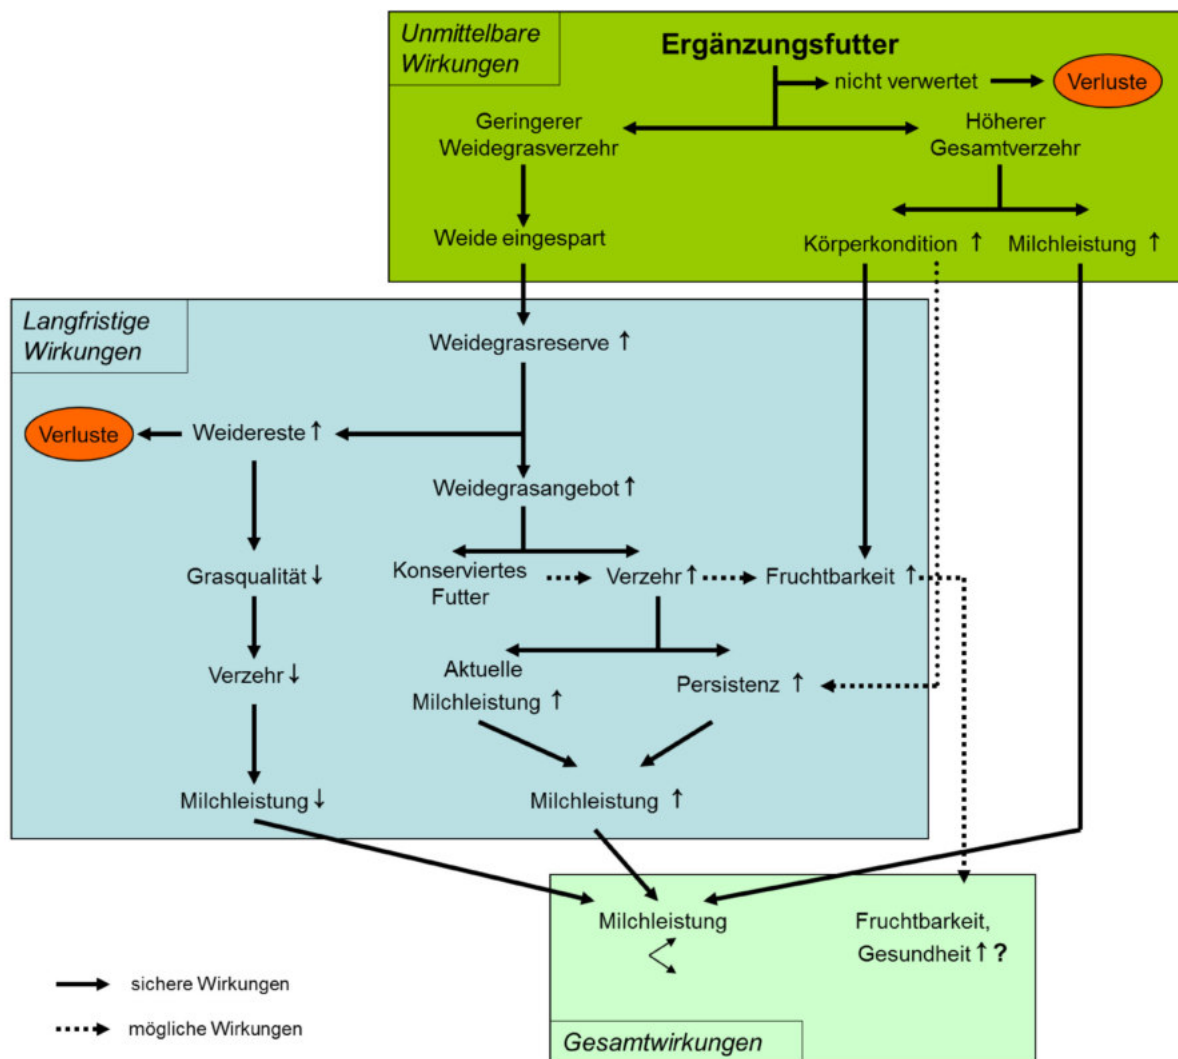 Unmittelbare
Wirkungen
Ergänzungsfutter
nicht verwertet
Verluste
Geringerer
Weidegrasverzehr
Höherer
Gesamtverzehr
Weide eingespart
Körperkondition ↑
Milchleistung ↑
Langfristige
Wirkungen
Weidegrasreserve ↑
Verluste
Weidereste ↑
Weidegrasangebot ↑
Grasqualität ↓
Konserviertes
Futter
Verzehr ↑
Fruchtbarkeit ↑
Verzehr ↓
Aktuelle
Milchleistung ↑
Persistenz ↑
Milchleistung ↓
Milchleistung ↑
Milchleistung
Fruchtbarkeit,
Gesundheit ↑ ?
sichere Wirkungen
mögliche Wirkungen
Gesamtwirkungen